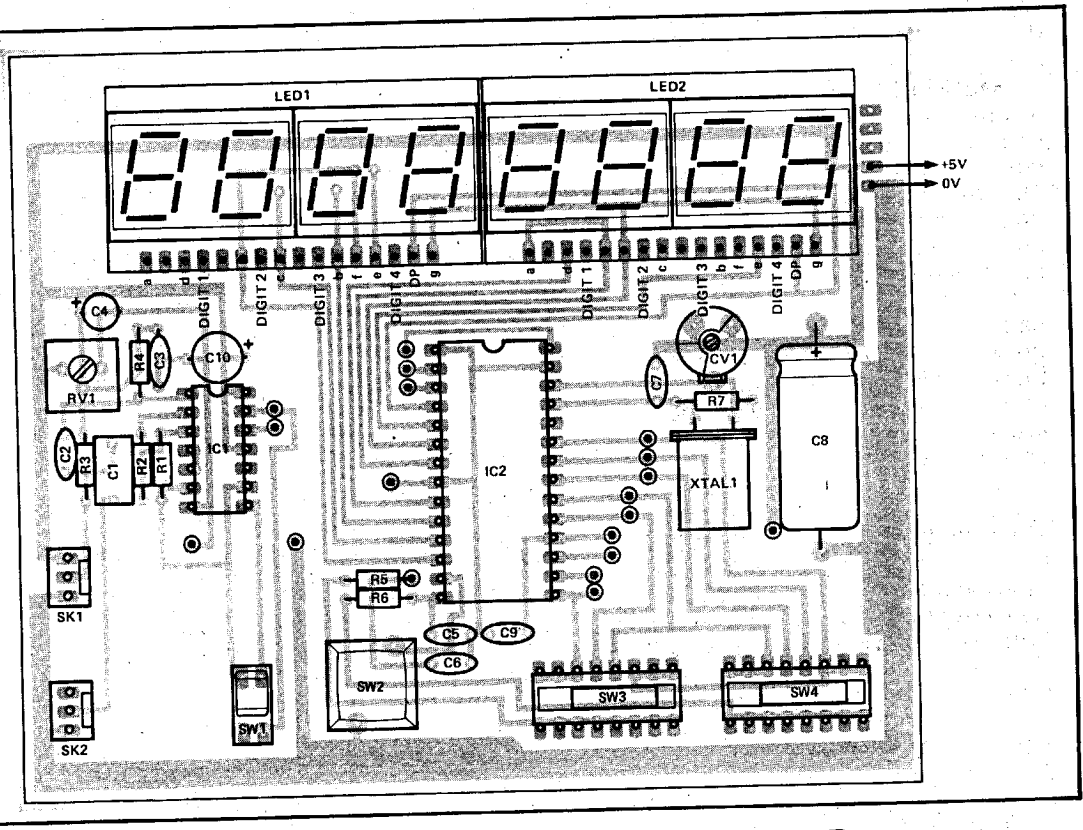 LED1
LED2
+5V
0V
a
d
DIGIT 1
DIGIT 2
c
DIGIT 3
b
f
e
DIGIT 4
DP
g
a
d
DIGIT 1
DIGIT 2
c
DIGIT 3
b
f
e
DIGIT 4
DP
g
+
C4
+
C10
R4
C3
RV1
IC1
C2
R3
C1
R2
R1
IC2
C7
CV1
R7
XTAL1
+
C8
SK1
R5
R6
C5
C9
C6
SW2
SW1
SW3
SW4
SK2